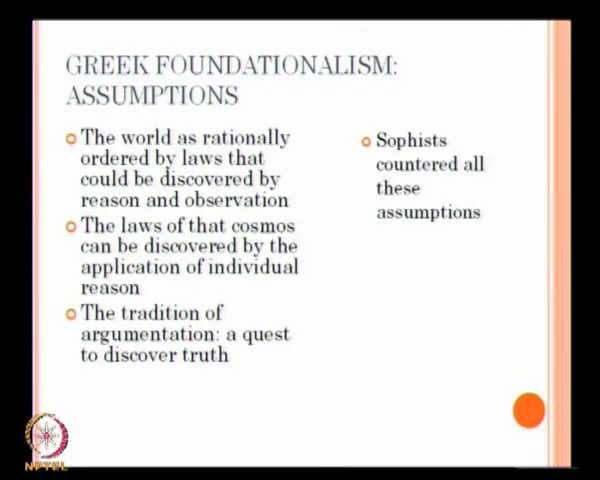 GREEK FOUNDATIONALISM:
ASSUMPTIONS
The world as rationally
ordered by laws that
could be discovered by
reason and observation
The laws of that cosmos
can be discovered by the
application of individual
reason
The tradition of
argumentation: a quest
to discover truth
Sophists
countered all
these
assumptions
NPTEL